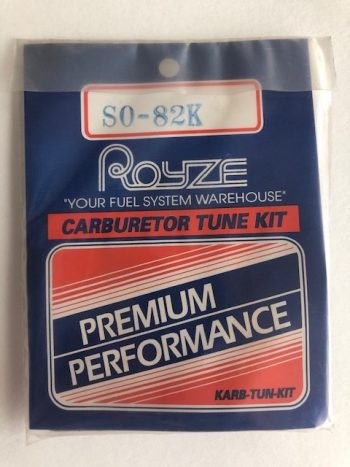 SO-82K
ROYZE
"YOUR FUEL SYSTEM WAREHOUSE"
CARBURETOR TUNE KIT
PREMIUM
PERFORMANCE
KARB-TUN-KIT